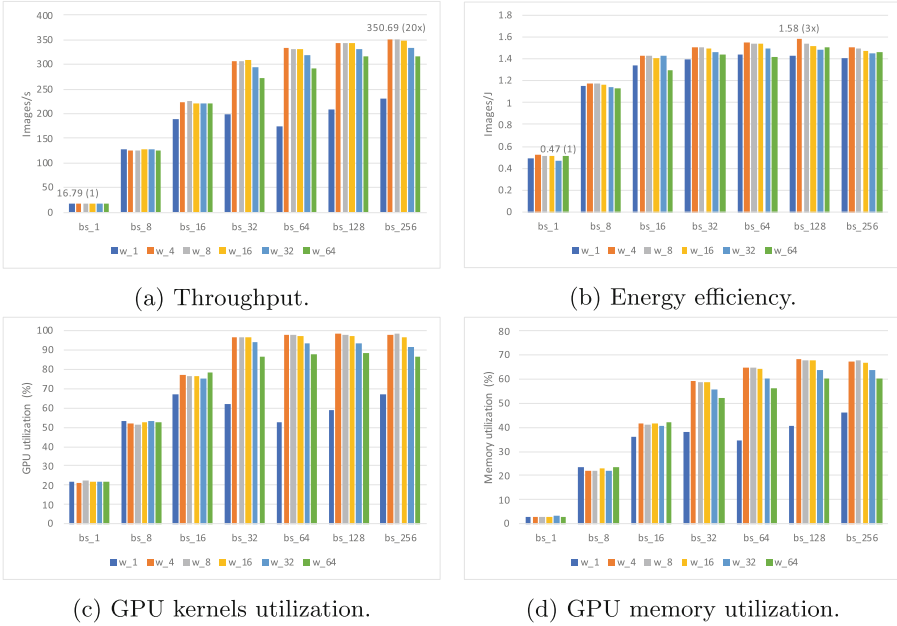 400
350
300
250
200
150
100
50
0
Images/s
16.79 (1)
350.69 (20x)
bs_1 bs_8 bs_16 bs_32 bs_64 bs_128 bs_256
w_1 w_4 w_8 w_16 w_32 w_64
(a) Throughput.
1.8
1.6
1.4
1.2
1
0.8
0.6
0.4
0.2
0
Images/J
0.47 (1)
1.58 (3x)
bs_1 bs_8 bs_16 bs_32 bs_64 bs_128 bs_256
w_1 w_4 w_8 w_16 w_32 w_64
(b) Energy efficiency.
100
90
80
70
60
50
40
30
20
10
0
GPU utilization (%)
bs_1 bs_8 bs_16 bs_32 bs_64 bs_128 bs_256
w_1 w_4 w_8 w_16 w_32 w_64
(c) GPU kernels utilization.
80
70
60
50
40
30
20
10
0
Memory utilization (%)
bs_1 bs_8 bs_16 bs_32 bs_64 bs_128 bs_256
w_1 w_4 w_8 w_16 w_32 w_64
(d) GPU memory utilization.